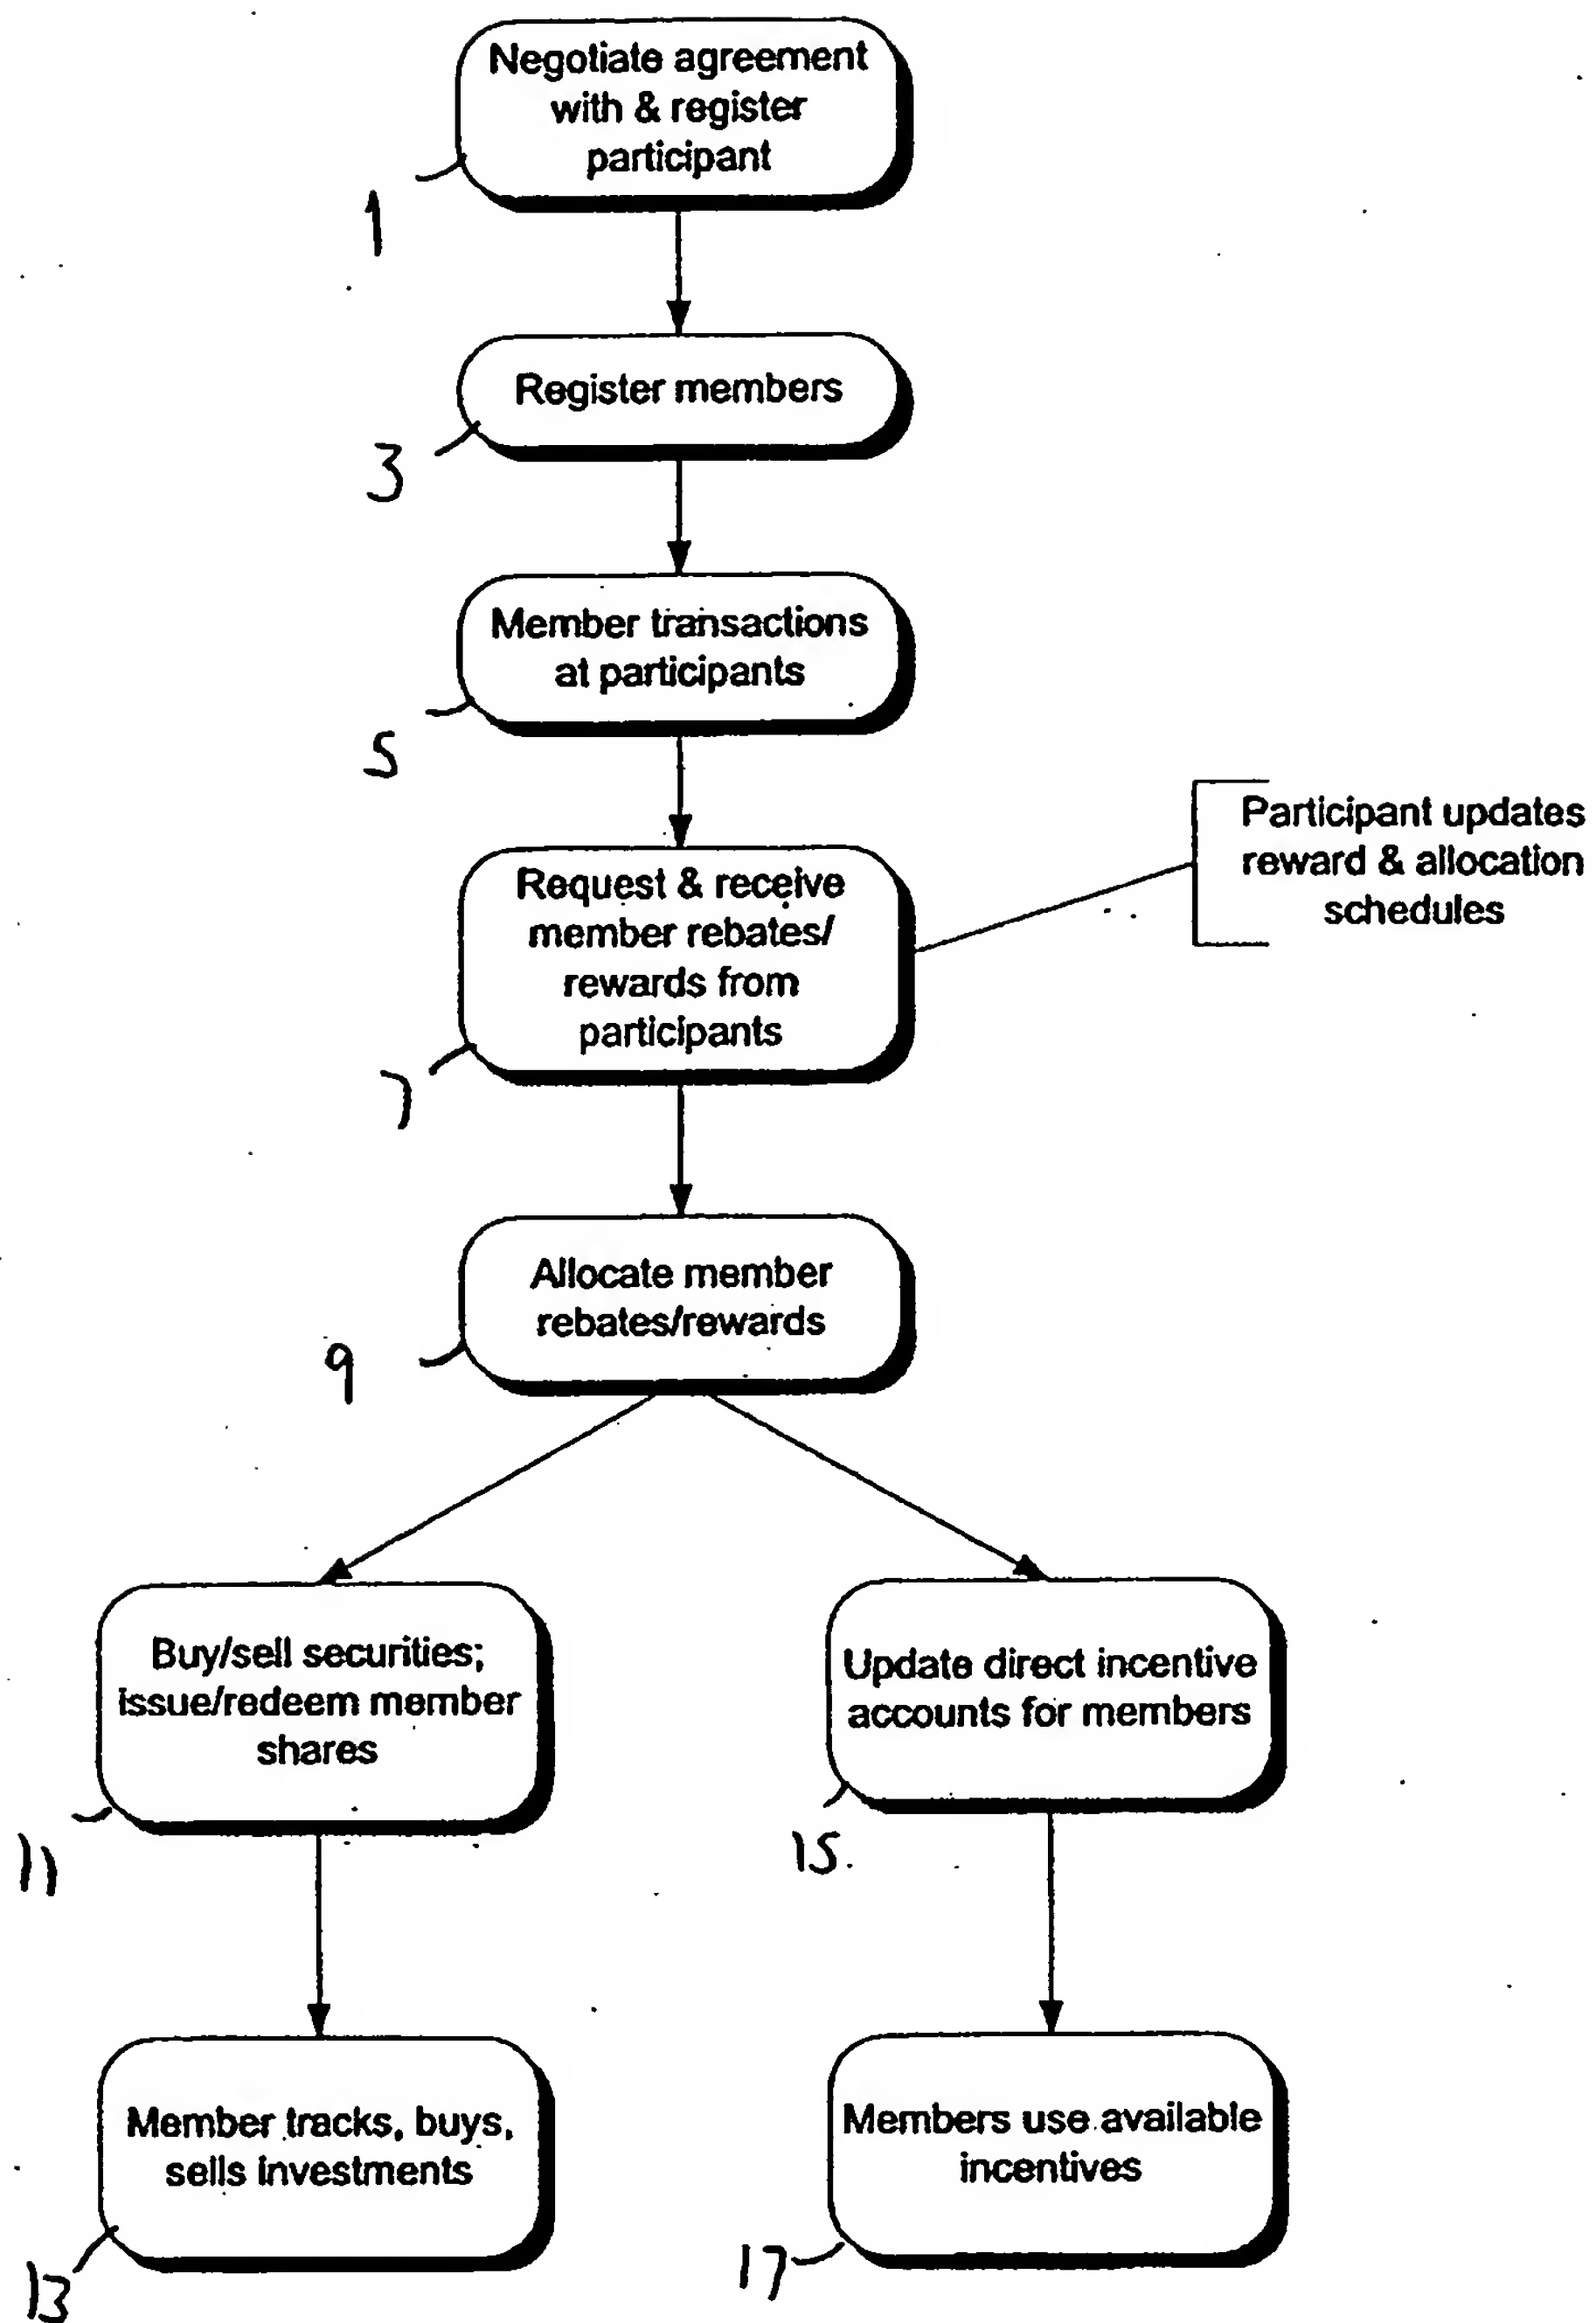 Negotiate agreement
with & register
participant
1
Register members
3
Member transactions
at participants
5
Participant updates
reward & allocation
schedules
Request & receive
member rebates/
rewards from
participants
7
Allocate member
rebates/rewards
9
Buy/sell securities;
issue/redeem member
shares
11
Update direct incentive
accounts for members
15.
Member tracks, buys,
sells investments
13
Members use available
incentives
17